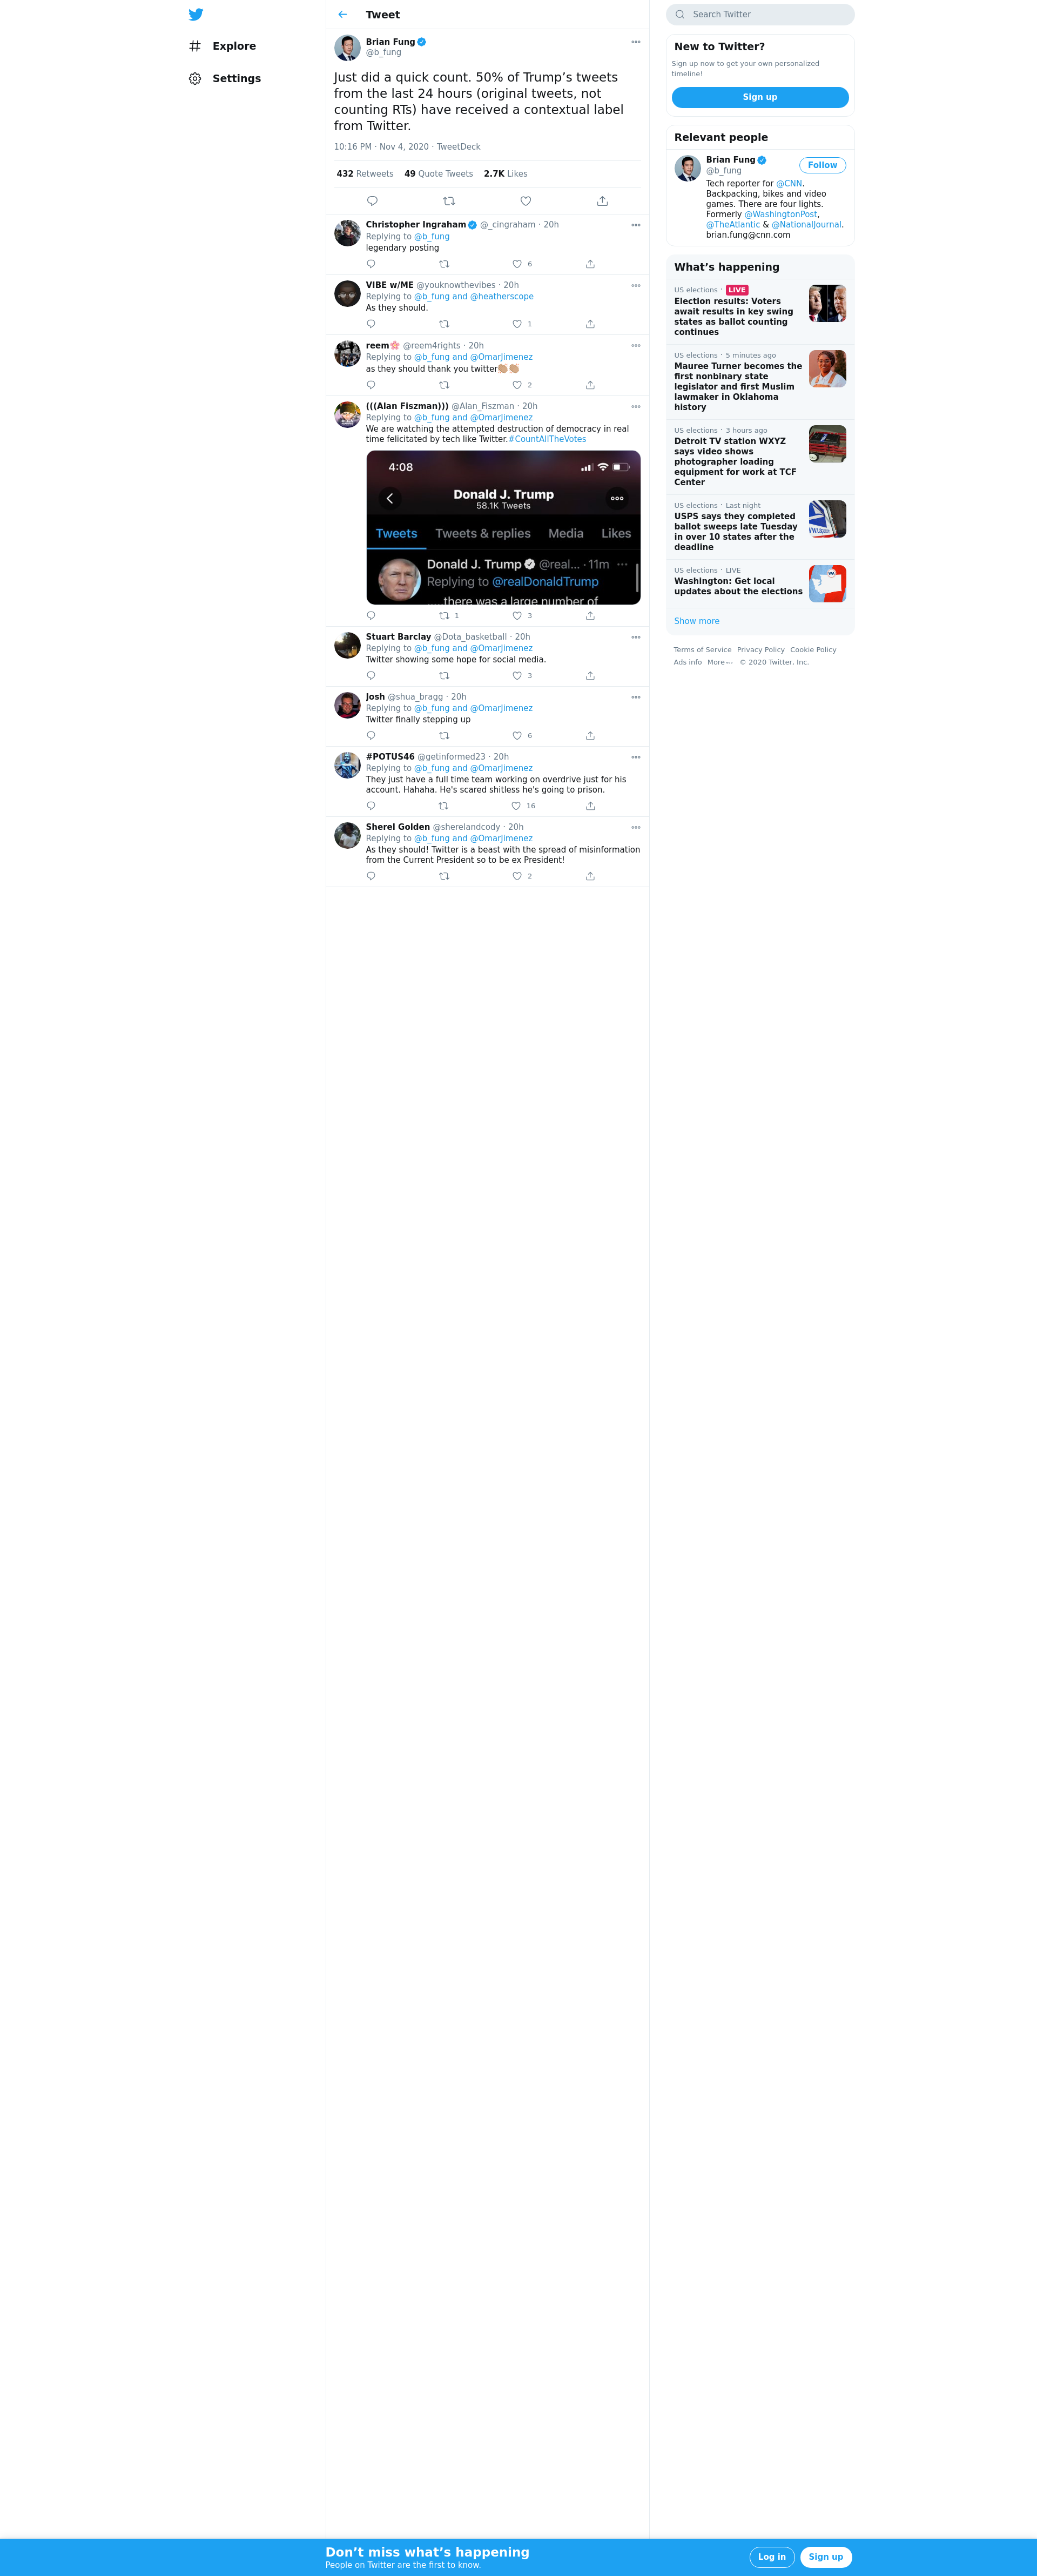 Explore
Settings
Tweet
Brian Fung
@b_fung
Just did a quick count. 50% of Trump’s tweets
from the last 24 hours (original tweets, not
counting RTs) have received a contextual label
from Twitter.
10:16 PM · Nov 4, 2020 · TweetDeck
432 Retweets 49 Quote Tweets 2.7K Likes
Christopher Ingraham @_cingraham · 20h
Replying to @b_fung
legendary posting
6
VIBE w/ME @youknowthevibes · 20h
Replying to @b_fung and @heatherscope
As they should.
1
reem🌸 @reem4rights · 20h
Replying to @b_fung and @OmarJimenez
as they should thank you twitter👏🏼👏🏼
2
(((Alan Fiszman))) @Alan_Fiszman · 20h
Replying to @b_fung and @OmarJimenez
We are watching the attempted destruction of democracy in real
time felicitated by tech like Twitter.#CountAllTheVotes
4:08
Donald J. Trump
58.1K Tweets
Tweets Tweets & replies Media Likes
Donald J. Trump @real... · 11m
Replying to @realDonaldTrump
there was a large number of
1 3
Stuart Barclay @Dota_basketball · 20h
Replying to @b_fung and @OmarJimenez
Twitter showing some hope for social media.
3
Josh @shua_bragg · 20h
Replying to @b_fung and @OmarJimenez
Twitter finally stepping up
6
#POTUS46 @getinformed23 · 20h
Replying to @b_fung and @OmarJimenez
They just have a full time team working on overdrive just for his
account. Hahaha. He's scared shitless he's going to prison.
16
Sherel Golden @sherelandcody · 20h
Replying to @b_fung and @OmarJimenez
As they should! Twitter is a beast with the spread of misinformation
from the Current President so to be ex President!
2
Search Twitter
New to Twitter?
Sign up now to get your own personalized
timeline!
Sign up
Relevant people
Brian Fung
@b_fung
Follow
Tech reporter for @CNN.
Backpacking, bikes and video
games. There are four lights.
Formerly @WashingtonPost,
@TheAtlantic & @NationalJournal.
brian.fung@cnn.com
What’s happening
US elections · LIVE
Election results: Voters
await results in key swing
states as ballot counting
continues
US elections · 5 minutes ago
Mauree Turner becomes the
first nonbinary state
legislator and first Muslim
lawmaker in Oklahoma
history
US elections · 3 hours ago
Detroit TV station WXYZ
says video shows
photographer loading
equipment for work at TCF
Center
US elections · Last night
USPS says they completed
ballot sweeps late Tuesday
in over 10 states after the
deadline
US elections · LIVE
Washington: Get local
updates about the elections
WA
Show more
Terms of Service Privacy Policy Cookie Policy
Ads info More © 2020 Twitter, Inc.
Don’t miss what’s happening
People on Twitter are the first to know.
Log in
Sign up